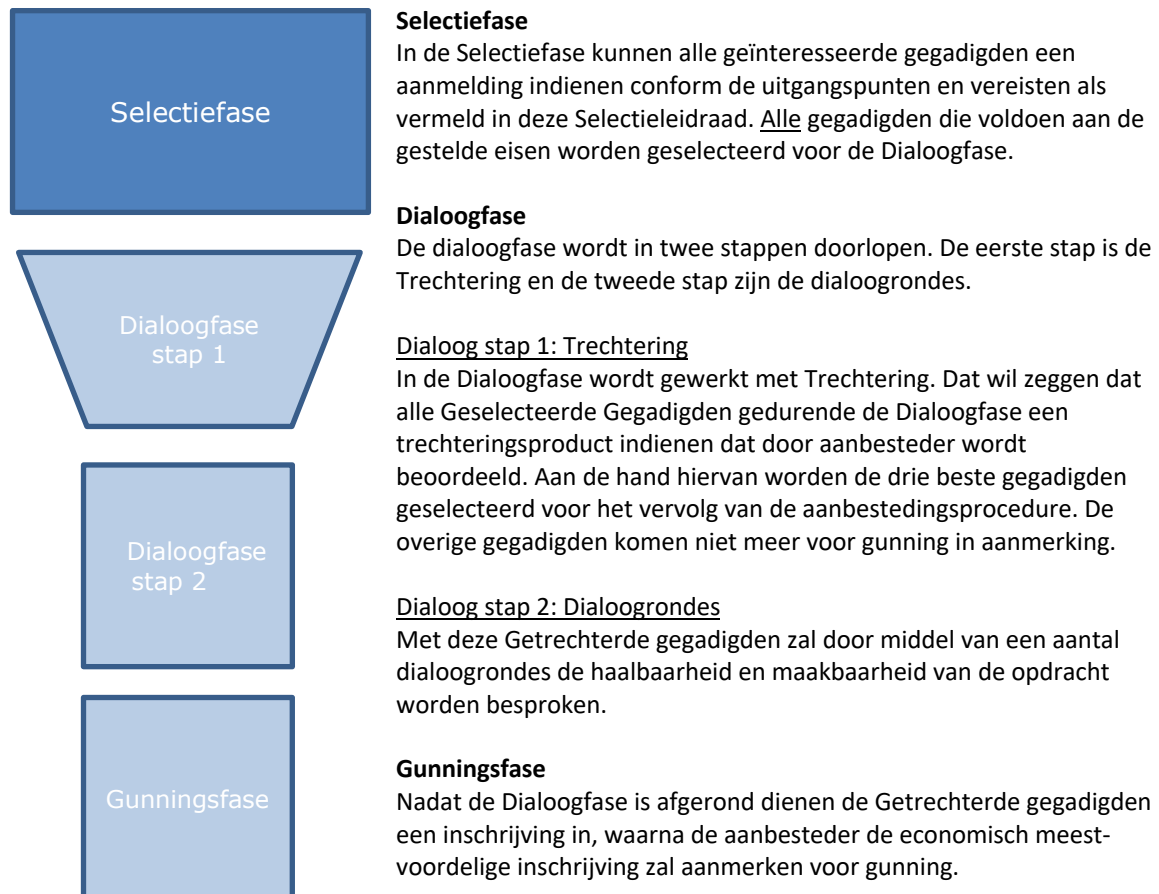 Selectiefase
Selectiefase
In de Selectiefase kunnen alle geïnteresseerde gegadigden een
aanmelding indienen conform de uitgangspunten en vereisten als
vermeld in deze Selectieleidraad. Alle gegadigden die voldoen aan de
gestelde eisen worden geselecteerd voor de Dialoogfase.
Dialoogfase
stap 1
Dialoogfase
De dialoogfase wordt in twee stappen doorlopen. De eerste stap is de
Trechtering en de tweede stap zijn de dialoogrondes.
Dialoog stap 1: Trechtering
In de Dialoogfase wordt gewerkt met Trechtering. Dat wil zeggen dat
alle Geselecteerde Gegadigden gedurende de Dialoogfase een
trechteringsproduct indienen dat door aanbesteder wordt
beoordeeld. Aan de hand hiervan worden de drie beste gegadigden
geselecteerd voor het vervolg van de aanbestedingsprocedure. De
overige gegadigden komen niet meer voor gunning in aanmerking.
Dialoogfase
stap 2
Dialoog stap 2: Dialoogrondes
Met deze Getrechterde gegadigden zal door middel van een aantal
dialoogrondes de haalbaarheid en maakbaarheid van de opdracht
worden besproken.
Gunningsfase
Gunningsfase
Nadat de Dialoogfase is afgerond dienen de Getrechterde gegadigden
een inschrijving in, waarna de aanbesteder de economisch meest-
voordelige inschrijving zal aanmerken voor gunning.